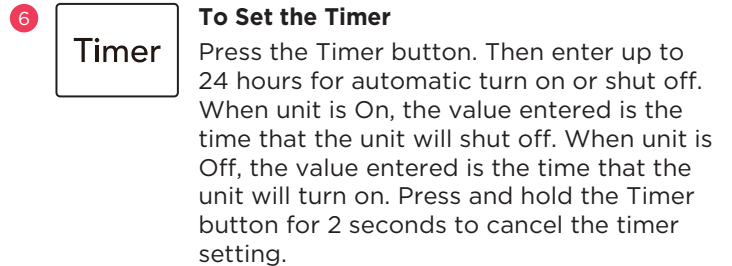 6
Timer
To Set the Timer
Press the Timer button. Then enter up to
24 hours for automatic turn on or shut off.
When unit is On, the value entered is the
time that the unit will shut off. When unit is
Off, the value entered is the time that the
unit will turn on. Press and hold the Timer
button for 2 seconds to cancel the timer
setting.